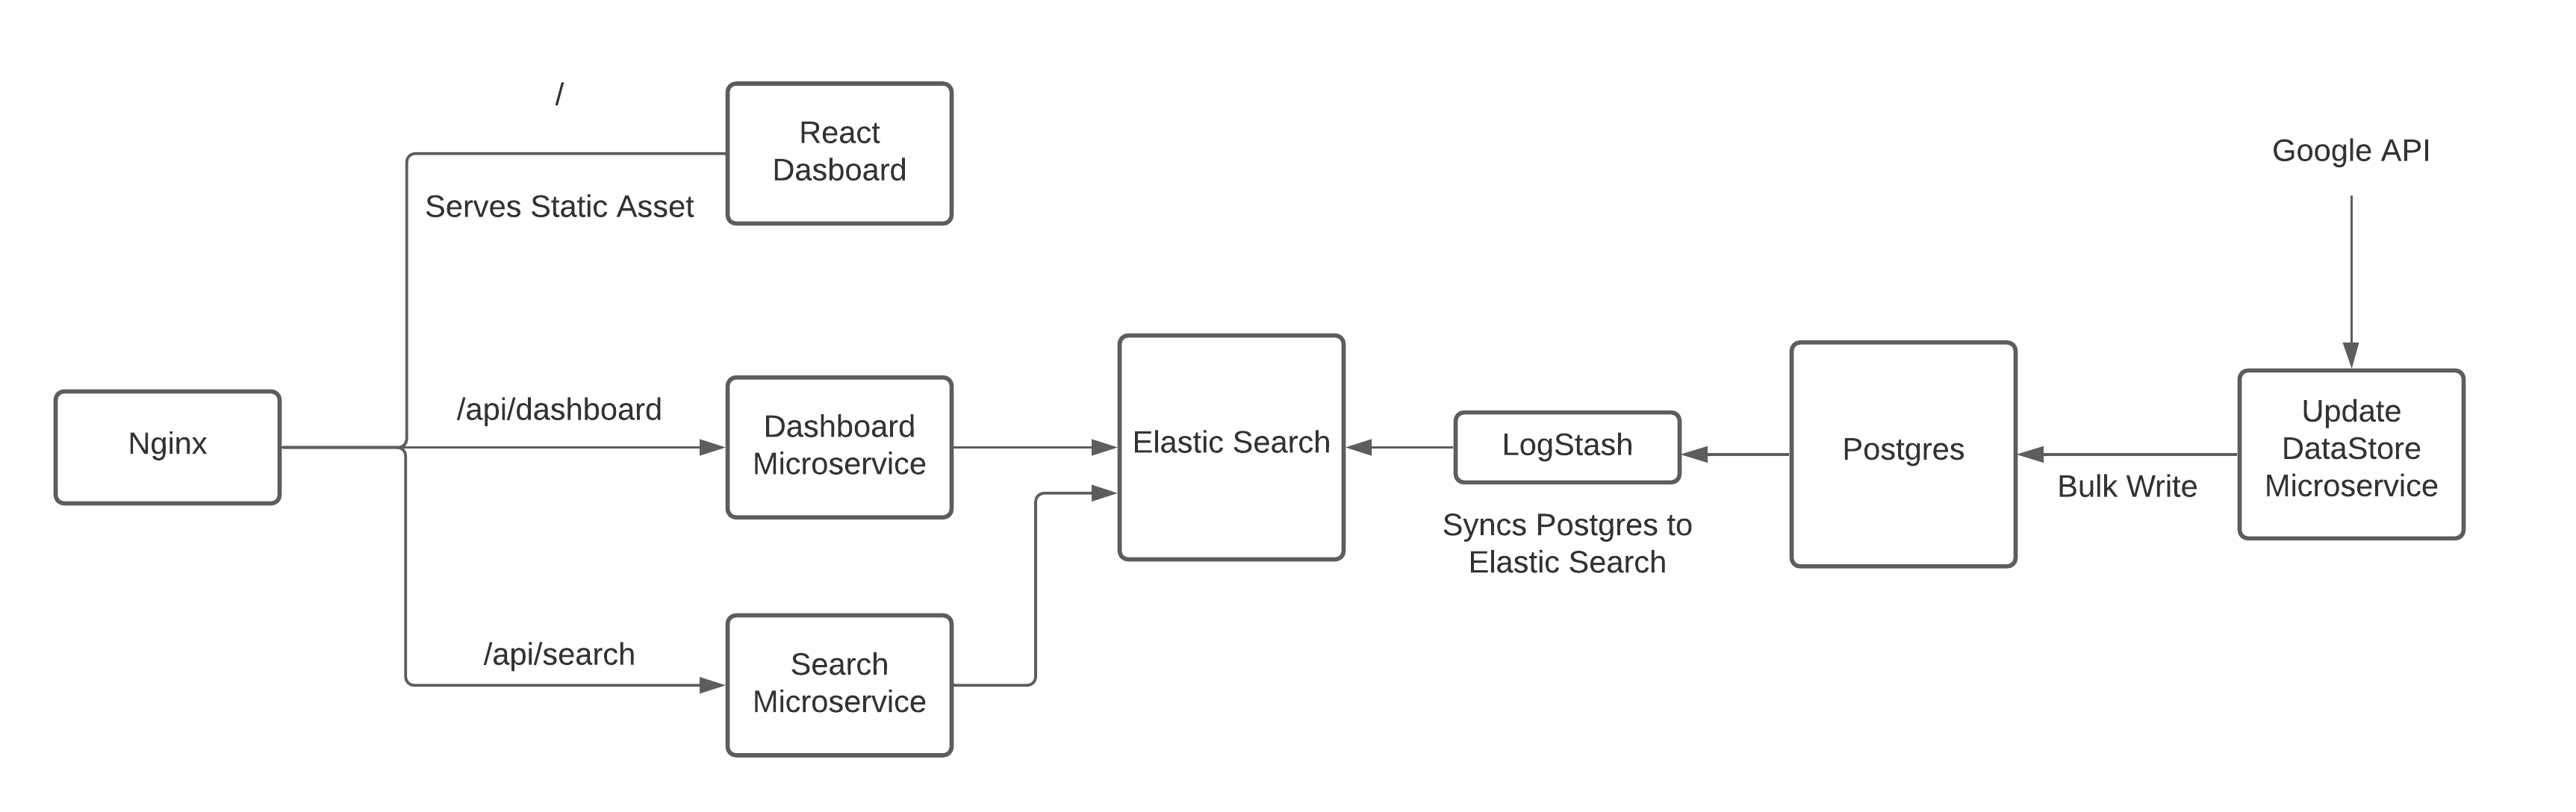 /
React
Dasboard
Serves Static Asset
Google API
Nginx
/api/dashboard
Dashboard
Microservice
Elastic Search
LogStash
Syncs Postgres to
Elastic Search
Postgres
Bulk Write
Update
DataStore
Microservice
/api/search
Search
Microservice